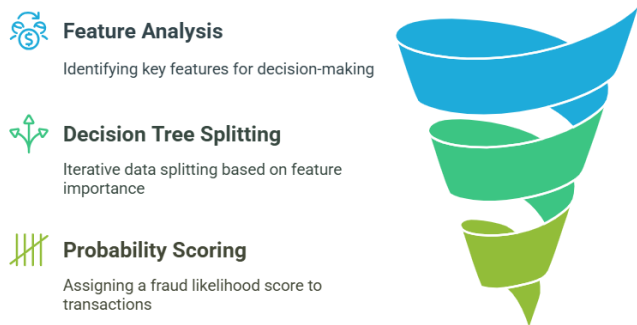 Feature Analysis
Identifying key features for decision-making
Decision Tree Splitting
Iterative data splitting based on feature
importance
Probability Scoring
Assigning a fraud likelihood score to
transactions